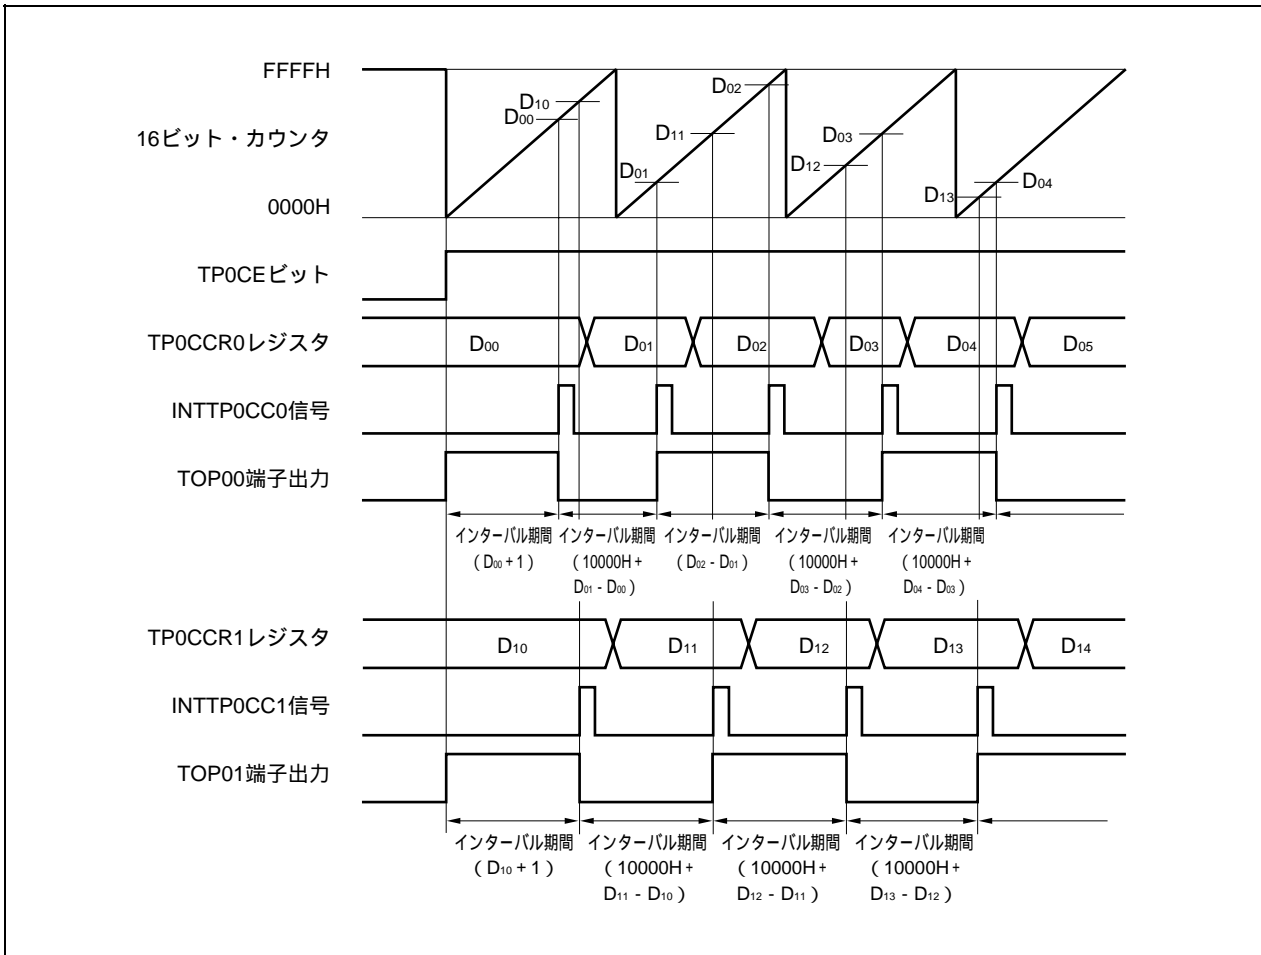 FFFFH
D10
D00
D02
16ビット・カウンタ
D11
D03
D01
D12
D04
D13
0000H
TP0CEビット
TP0CCR0レジスタ
D00 D01 D02 D03 D04 D05
INTTP0CC0信号
TOP00端子出力
インターバル期間 インターバル期間 インターバル期間 インターバル期間 インターバル期間
(D00 + 1) (10000H + (D02 - D01) (10000H + (10000H +
D01 - D00) D03 - D02) D04 - D03)
TP0CCR1レジスタ
D10 D11 D12 D13 D14
INTTP0CC1信号
TOP01端子出力
インターバル期間 インターバル期間 インターバル期間 インターバル期間
(D10 + 1) (10000H + (10000H + (10000H +
D11 - D10) D12 - D11) D13 - D12)